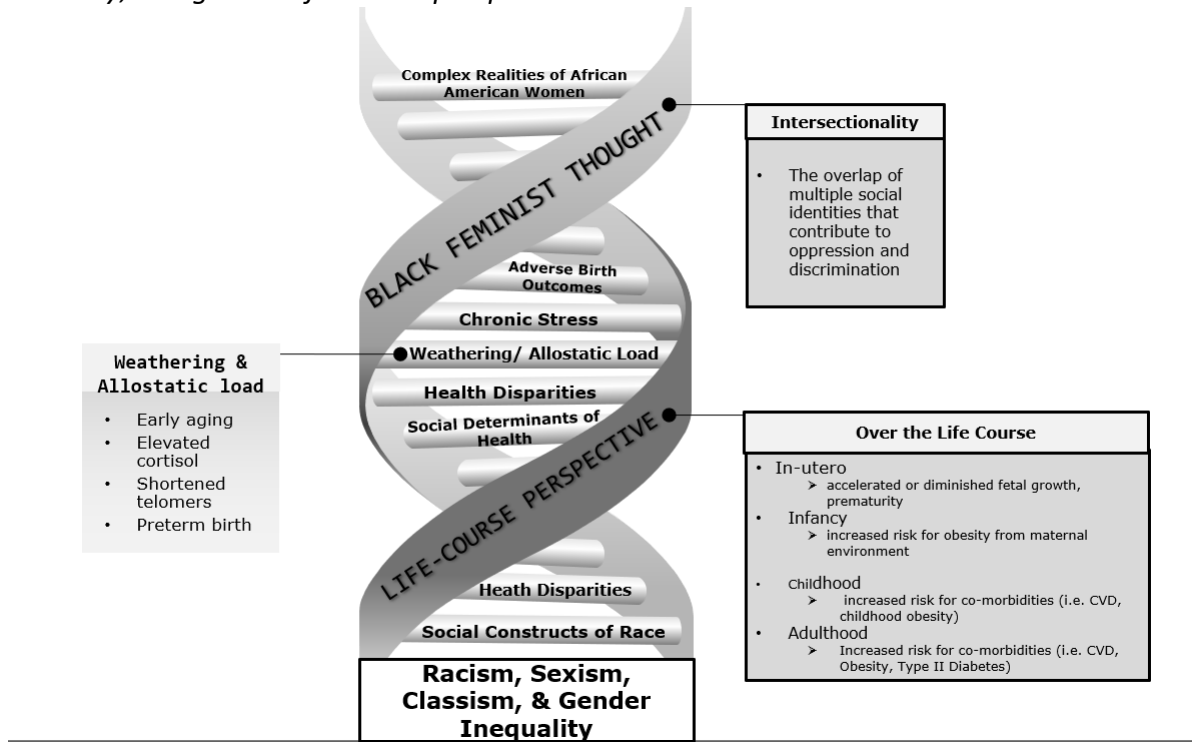 Complex Realities of African
American Women
BLACK FEMINIST THOUGHT
Intersectionality
• The overlap of
multiple social
identities that
contribute to
oppression and
discrimination
Adverse Birth
Outcomes
Chronic Stress
Weathering/ Allostatic Load
Health Disparities
Social Determinants of
Health
Weathering &
Allostatic load
• Early aging
• Elevated
cortisol
• Shortened
telomers
• Preterm birth
LIFE-COURSE PERSPECTIVE
Over the Life Course
• In-utero
➢ accelerated or diminished fetal growth,
prematurity
• Infancy
➢ increased risk for obesity from maternal
environment
• Childhood
➢ increased risk for co-morbidities (i.e. CVD,
childhood obesity)
• Adulthood
➢ Increased risk for co-morbidities (i.e. CVD,
Obesity, Type II Diabetes)
Heath Disparities
Social Constructs of Race
Racism, Sexism,
Classism, & Gender
Inequality